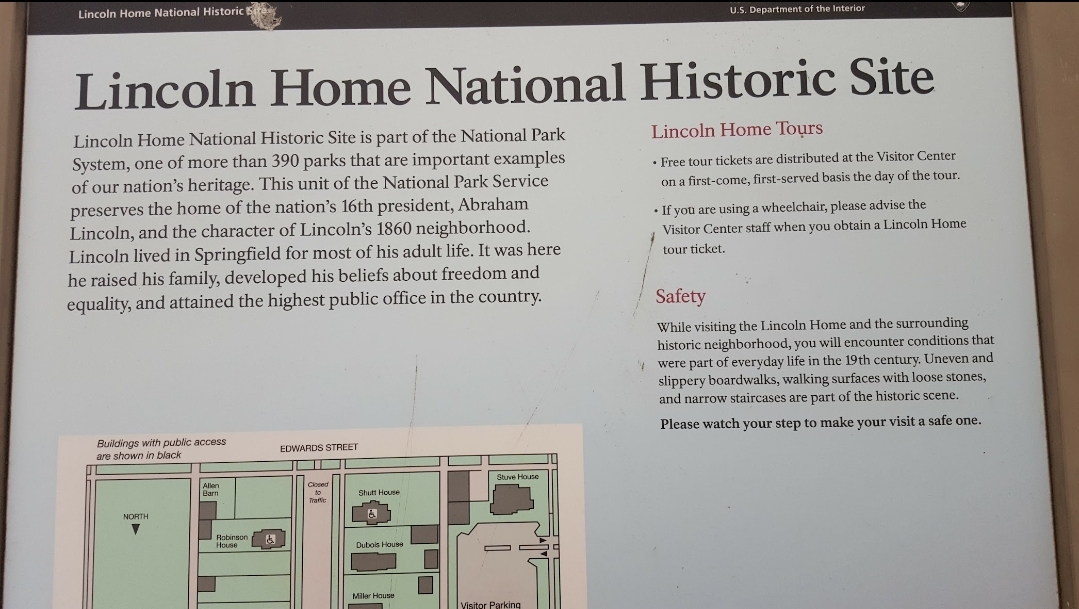 Lincoln Home National Historic Site
U.S. Department of the Interior
Lincoln Home National Historic Site
Lincoln Home National Historic Site is part of the National Park
System, one of more than 390 parks that are important examples
of our nation's heritage. This unit of the National Park Service
preserves the home of the nation's 16th president, Abraham
Lincoln, and the character of Lincoln's 1860 neighborhood.
Lincoln lived in Springfield for most of his adult life. It was here
he raised his family, developed his beliefs about freedom and
equality, and attained the highest public office in the country.
Lincoln Home Tours
• Free tour tickets are distributed at the Visitor Center
on a first-come, first-served basis the day of the tour.
• If you are using a wheelchair, please advise the
Visitor Center staff when you obtain a Lincoln Home
tour ticket.
Safety
While visiting the Lincoln Home and the surrounding
historic neighborhood, you will encounter conditions that
were part of everyday life in the 19th century. Uneven and
slippery boardwalks, walking surfaces with loose stones,
and narrow staircases are part of the historic scene.
Please watch your step to make your visit a safe one.
Buildings with public access
are shown in black
EDWARDS STREET
NORTH
Allen
Barn
Robinson
House
Closed
to
Traffic
Shutt House
Dubois House
Miller House
Stuve House
Visitor Parking